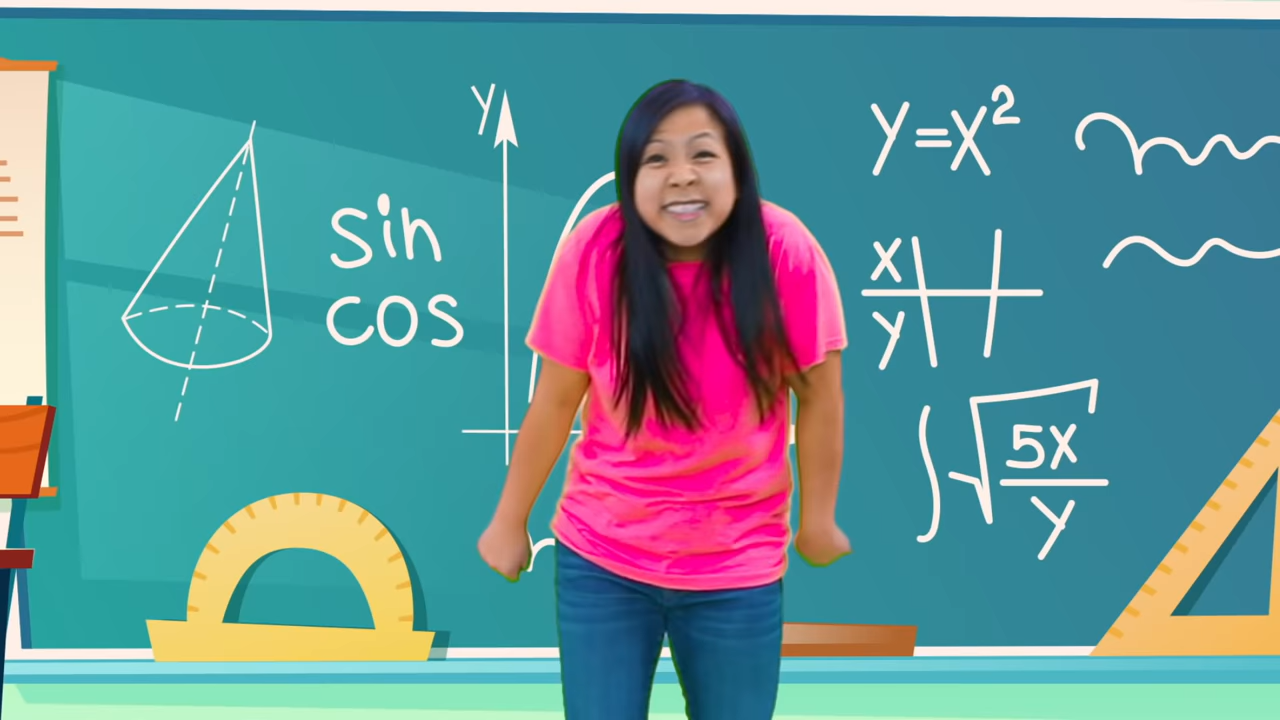 sin
cos
y
y=x²
x
y
∫√5x/y